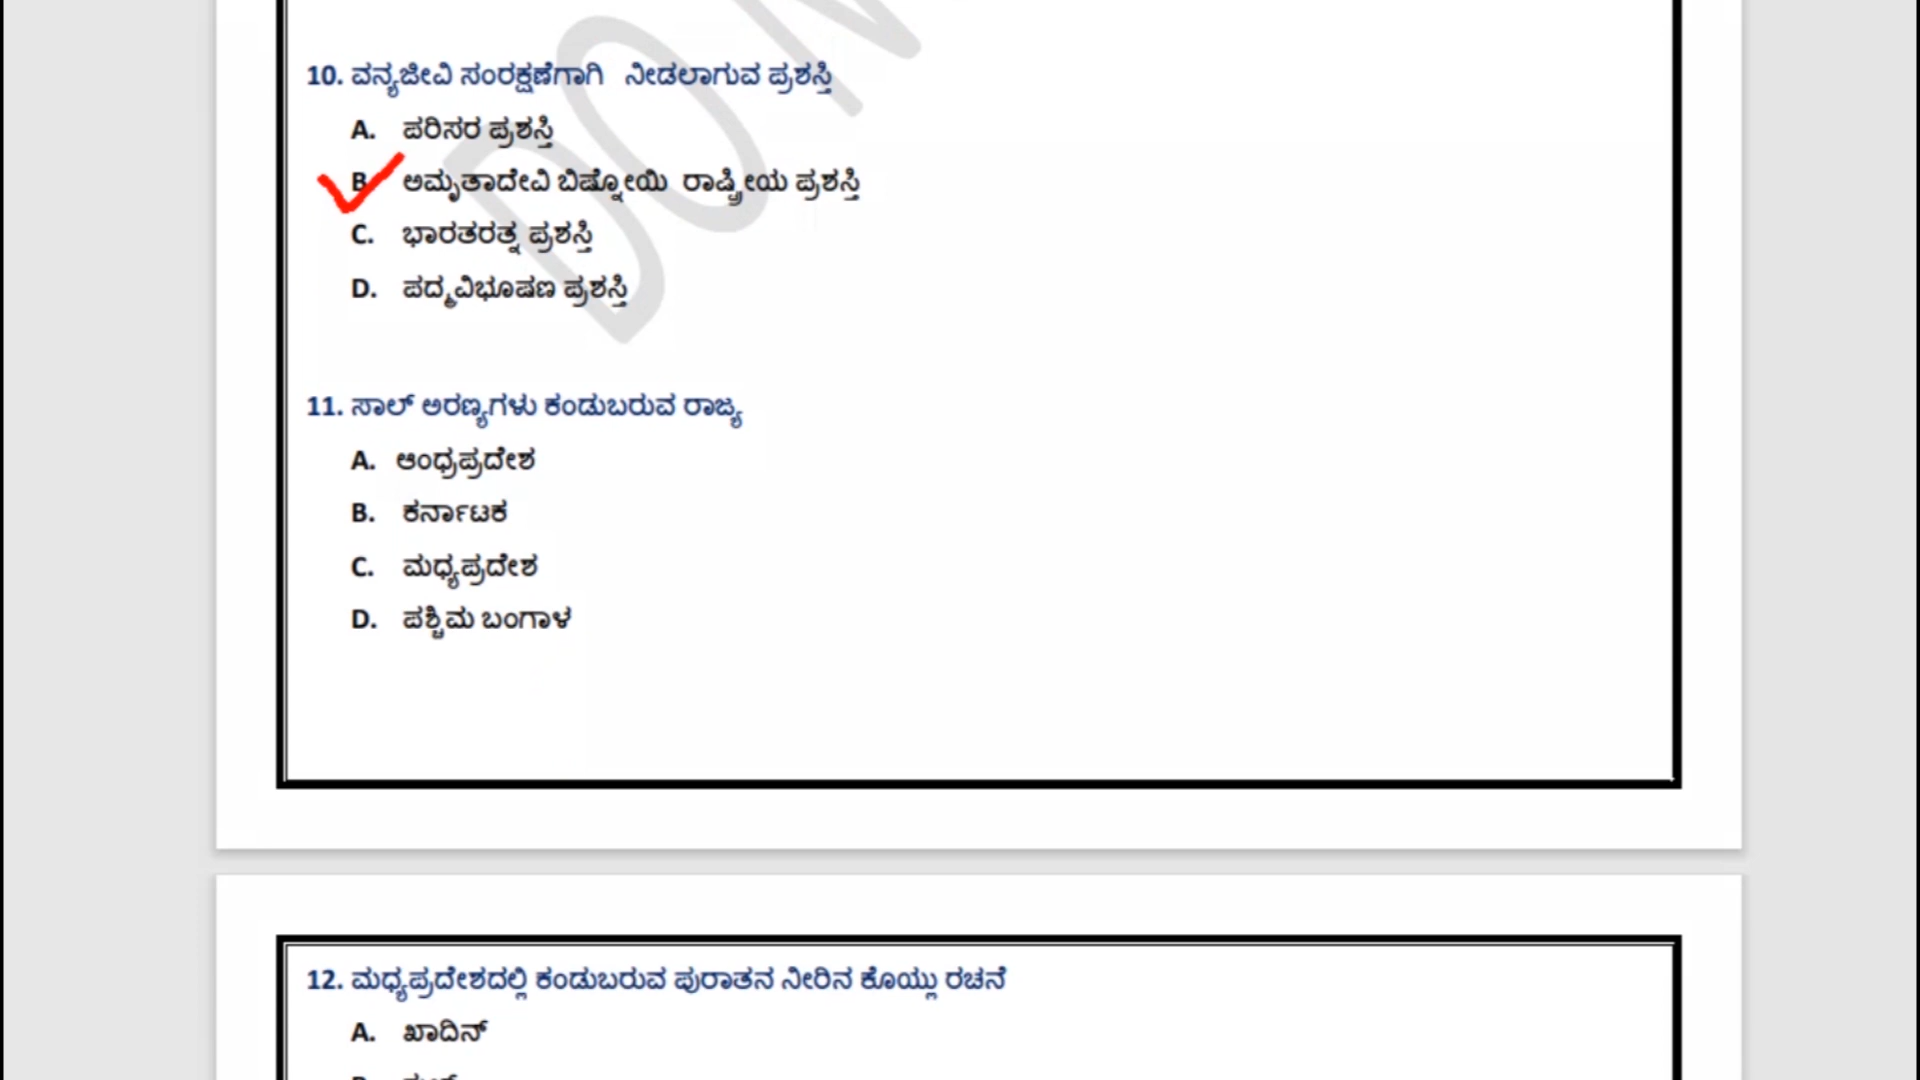 DO N
10. ವನ್ಯಜೀವಿ ಸಂರಕ್ಷಣೆಗಾಗಿ ನೀಡಲಾಗುವ ಪ್ರಶಸ್ತಿ
A. ಪರಿಸರ ಪ್ರಶಸ್ತಿ
B. ಅಮೃತಾದೇವಿ ಬಿಷ್ನೋಯಿ ರಾಷ್ಟ್ರೀಯ ಪ್ರಶಸ್ತಿ
C. ಭಾರತರತ್ನ ಪ್ರಶಸ್ತಿ
D. ಪದ್ಮವಿಭೂಷಣ ಪ್ರಶಸ್ತಿ
11. ಸಾಲ್ ಅರಣ್ಯಗಳು ಕಂಡುಬರುವ ರಾಜ್ಯ
A. ಆಂಧ್ರಪ್ರದೇಶ
B. ಕರ್ನಾಟಕ
C. ಮಧ್ಯಪ್ರದೇಶ
D. ಪಶ್ಚಿಮ ಬಂಗಾಳ
12. ಮಧ್ಯಪ್ರದೇಶದಲ್ಲಿ ಕಂಡುಬರುವ ಪುರಾತನ ನೀರಿನ ಕೊಯ್ಲು ರಚನೆ
A. ಖಾದಿನ್